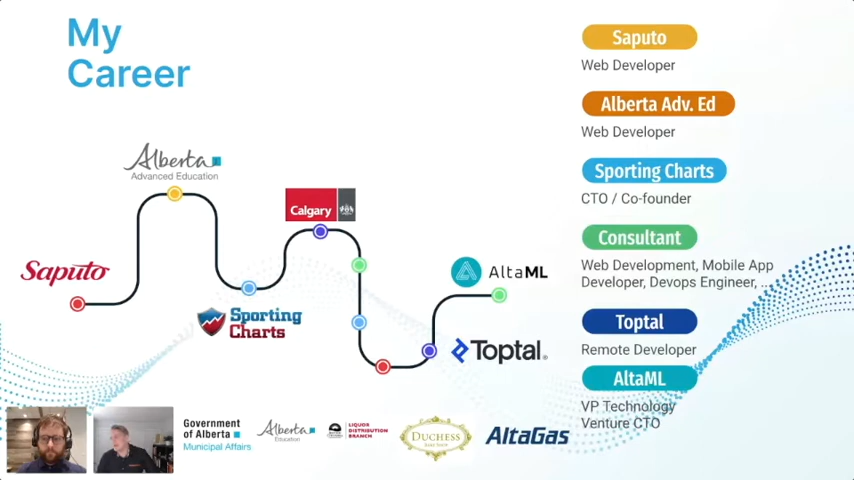 My
Career
Saputo
Web Developer
Alberta Adv. Ed
Web Developer
Sporting Charts
CTO / Co-founder
Consultant
Web Development, Mobile App
Developer, Devops Engineer, ...
Toptal
Remote Developer
AltaML
VP Technology
Venture CTO
Alberta
Advanced Education
Calgary
Saputo
Sporting
Charts
AltaML
Toptal
Government
of Alberta
Municipal Affairs
Alberta
Education
LIQUOR
DISTRIBUTION
BRANCH
DUCHESS
BAKE SHOP
AltaGas